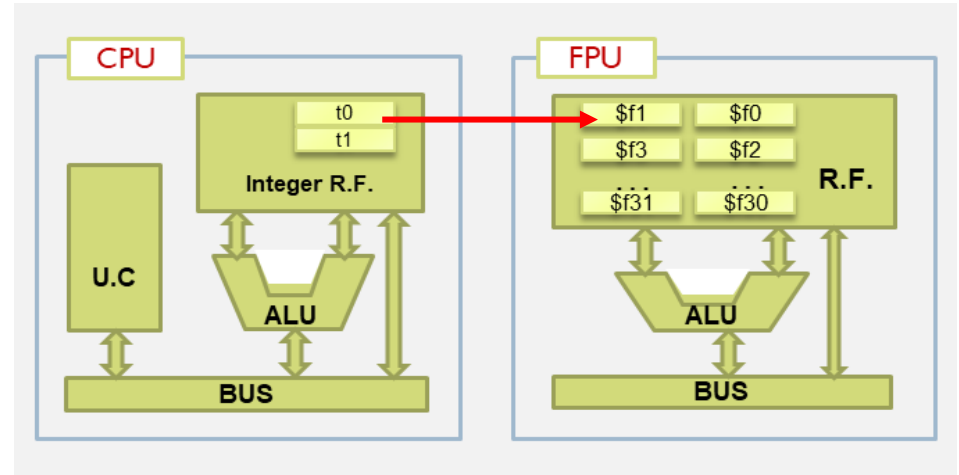 CPU
t0
t1
Integer R.F.
U.C
ALU
BUS
FPU
$f1 $f0
$f3 $f2
... ...
R.F.
$f31 $f30
ALU
BUS